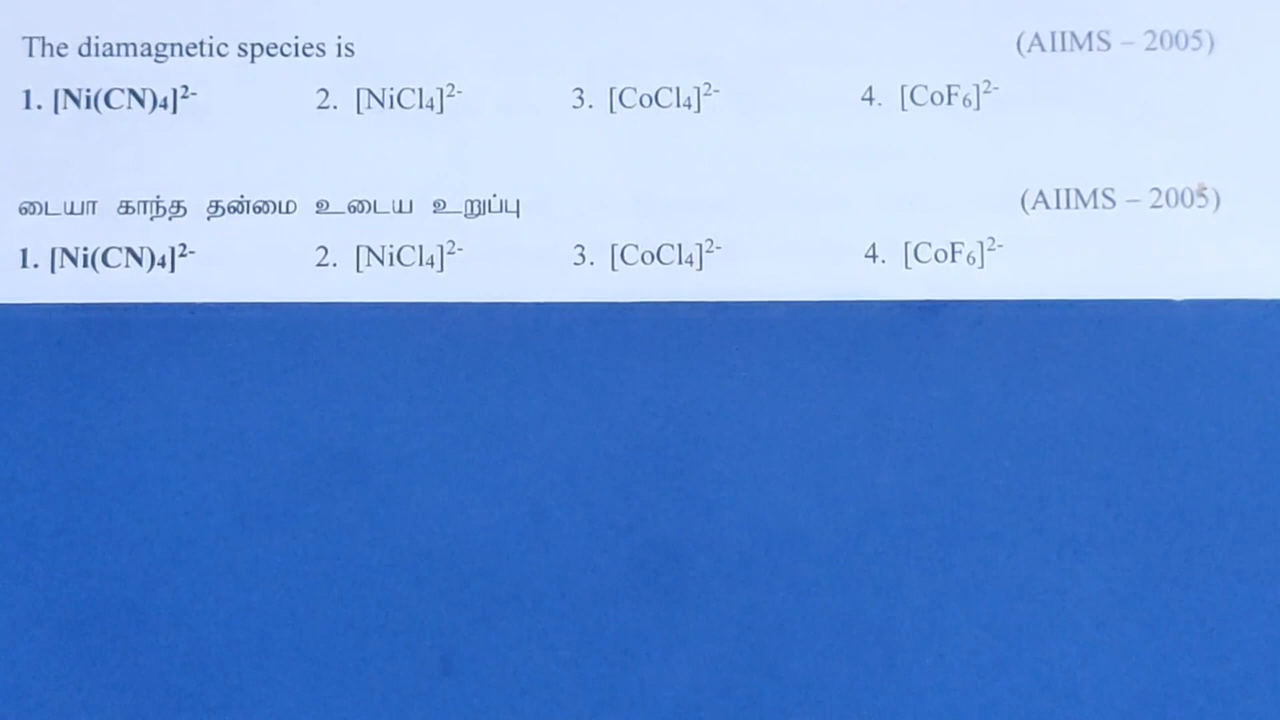 The diamagnetic species is (AIIMS – 2005)
1. [Ni(CN)₄]²⁻ 2. [NiCl₄]²⁻ 3. [CoCl₄]²⁻ 4. [CoF₆]²⁻
டையா காந்த தன்மை உடைய உறுப்பு (AIIMS – 2005)
1. [Ni(CN)₄]²⁻ 2. [NiCl₄]²⁻ 3. [CoCl₄]²⁻ 4. [CoF₆]²⁻